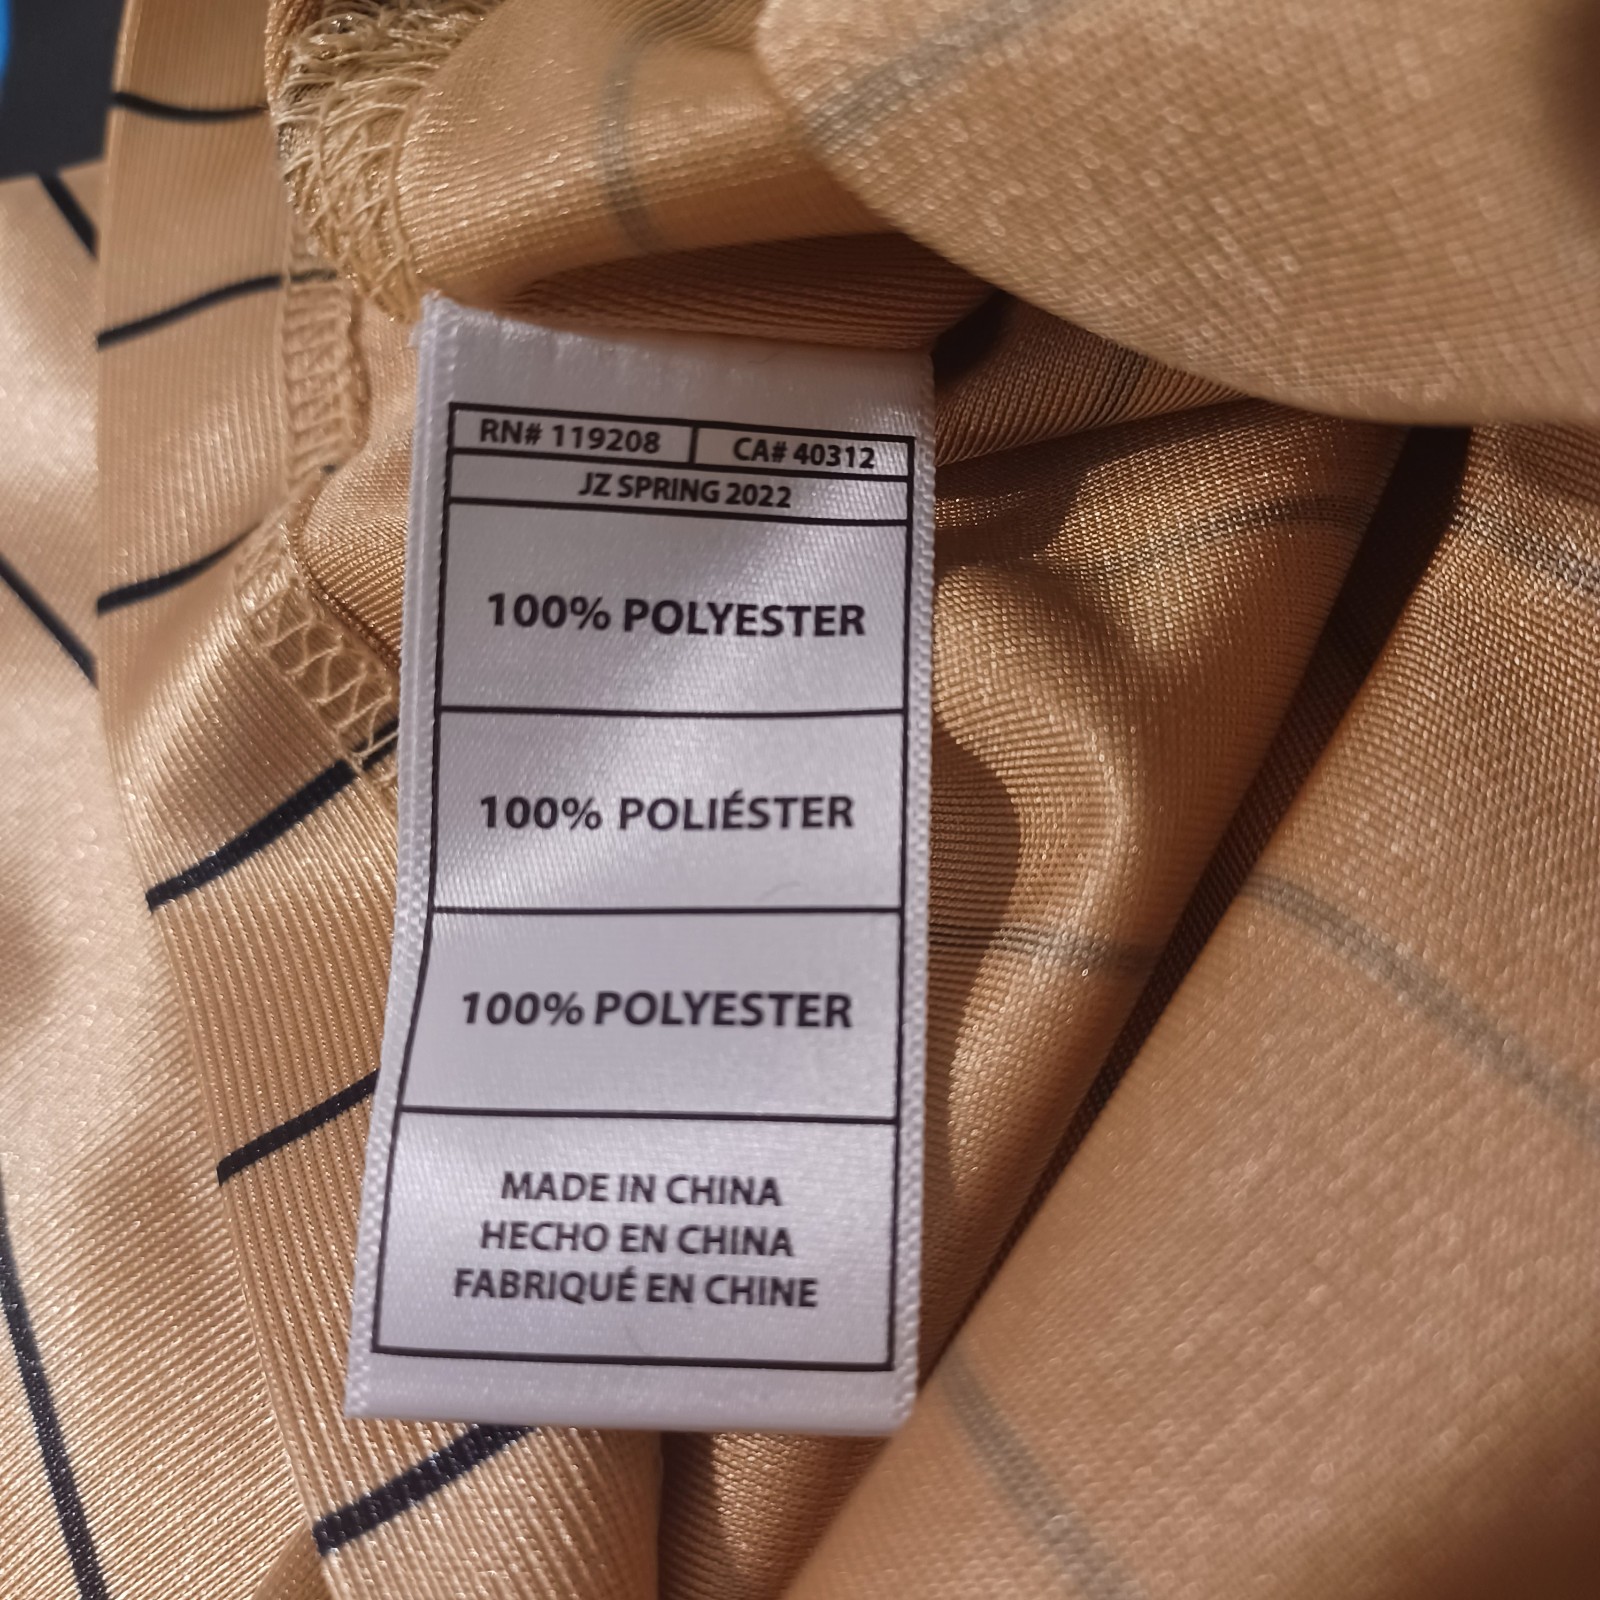 RN# 119208 CA# 40312
JZ SPRING 2022
100% POLYESTER
100% POLIÉSTER
100% POLYESTER
MADE IN CHINA
HECHO EN CHINA
FABRIQUÉ EN CHINE